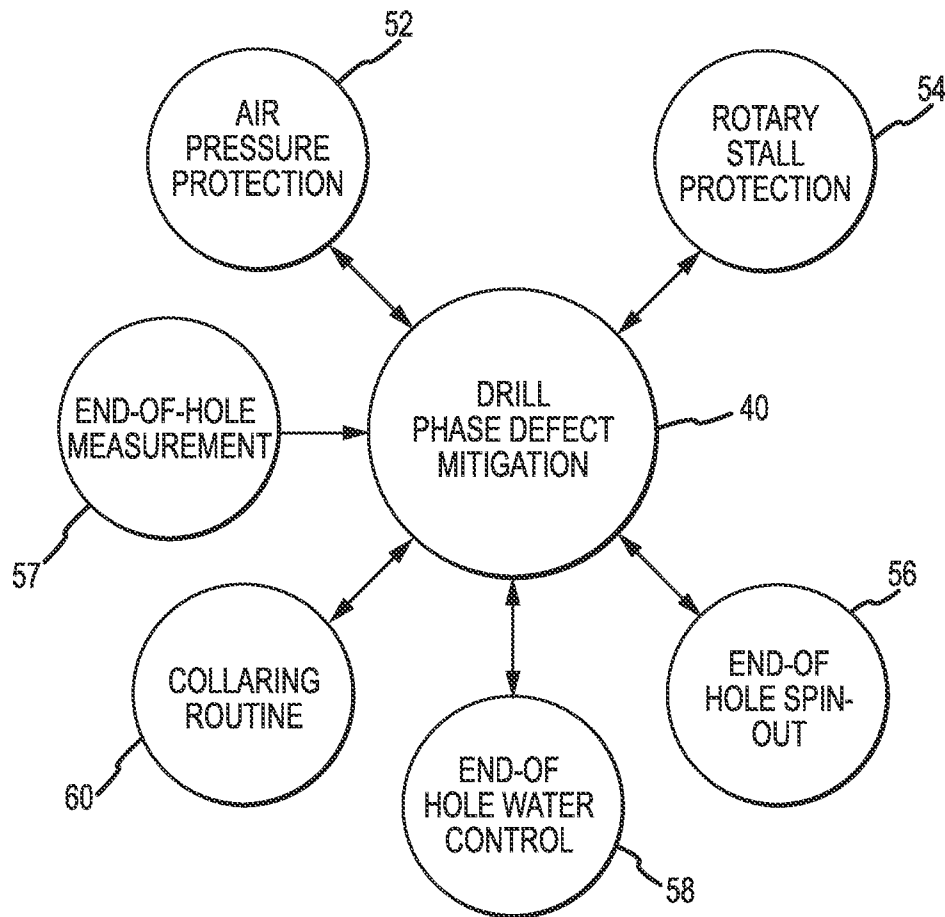 52
AIR
PRESSURE
PROTECTION
54
ROTARY
STALL
PROTECTION
END-OF-HOLE
MEASUREMENT
57
DRILL
PHASE DEFECT
MITIGATION
40
COLLARING
ROUTINE
60
END-OF
HOLE WATER
CONTROL
58
56
END-OF
HOLE SPIN-
OUT